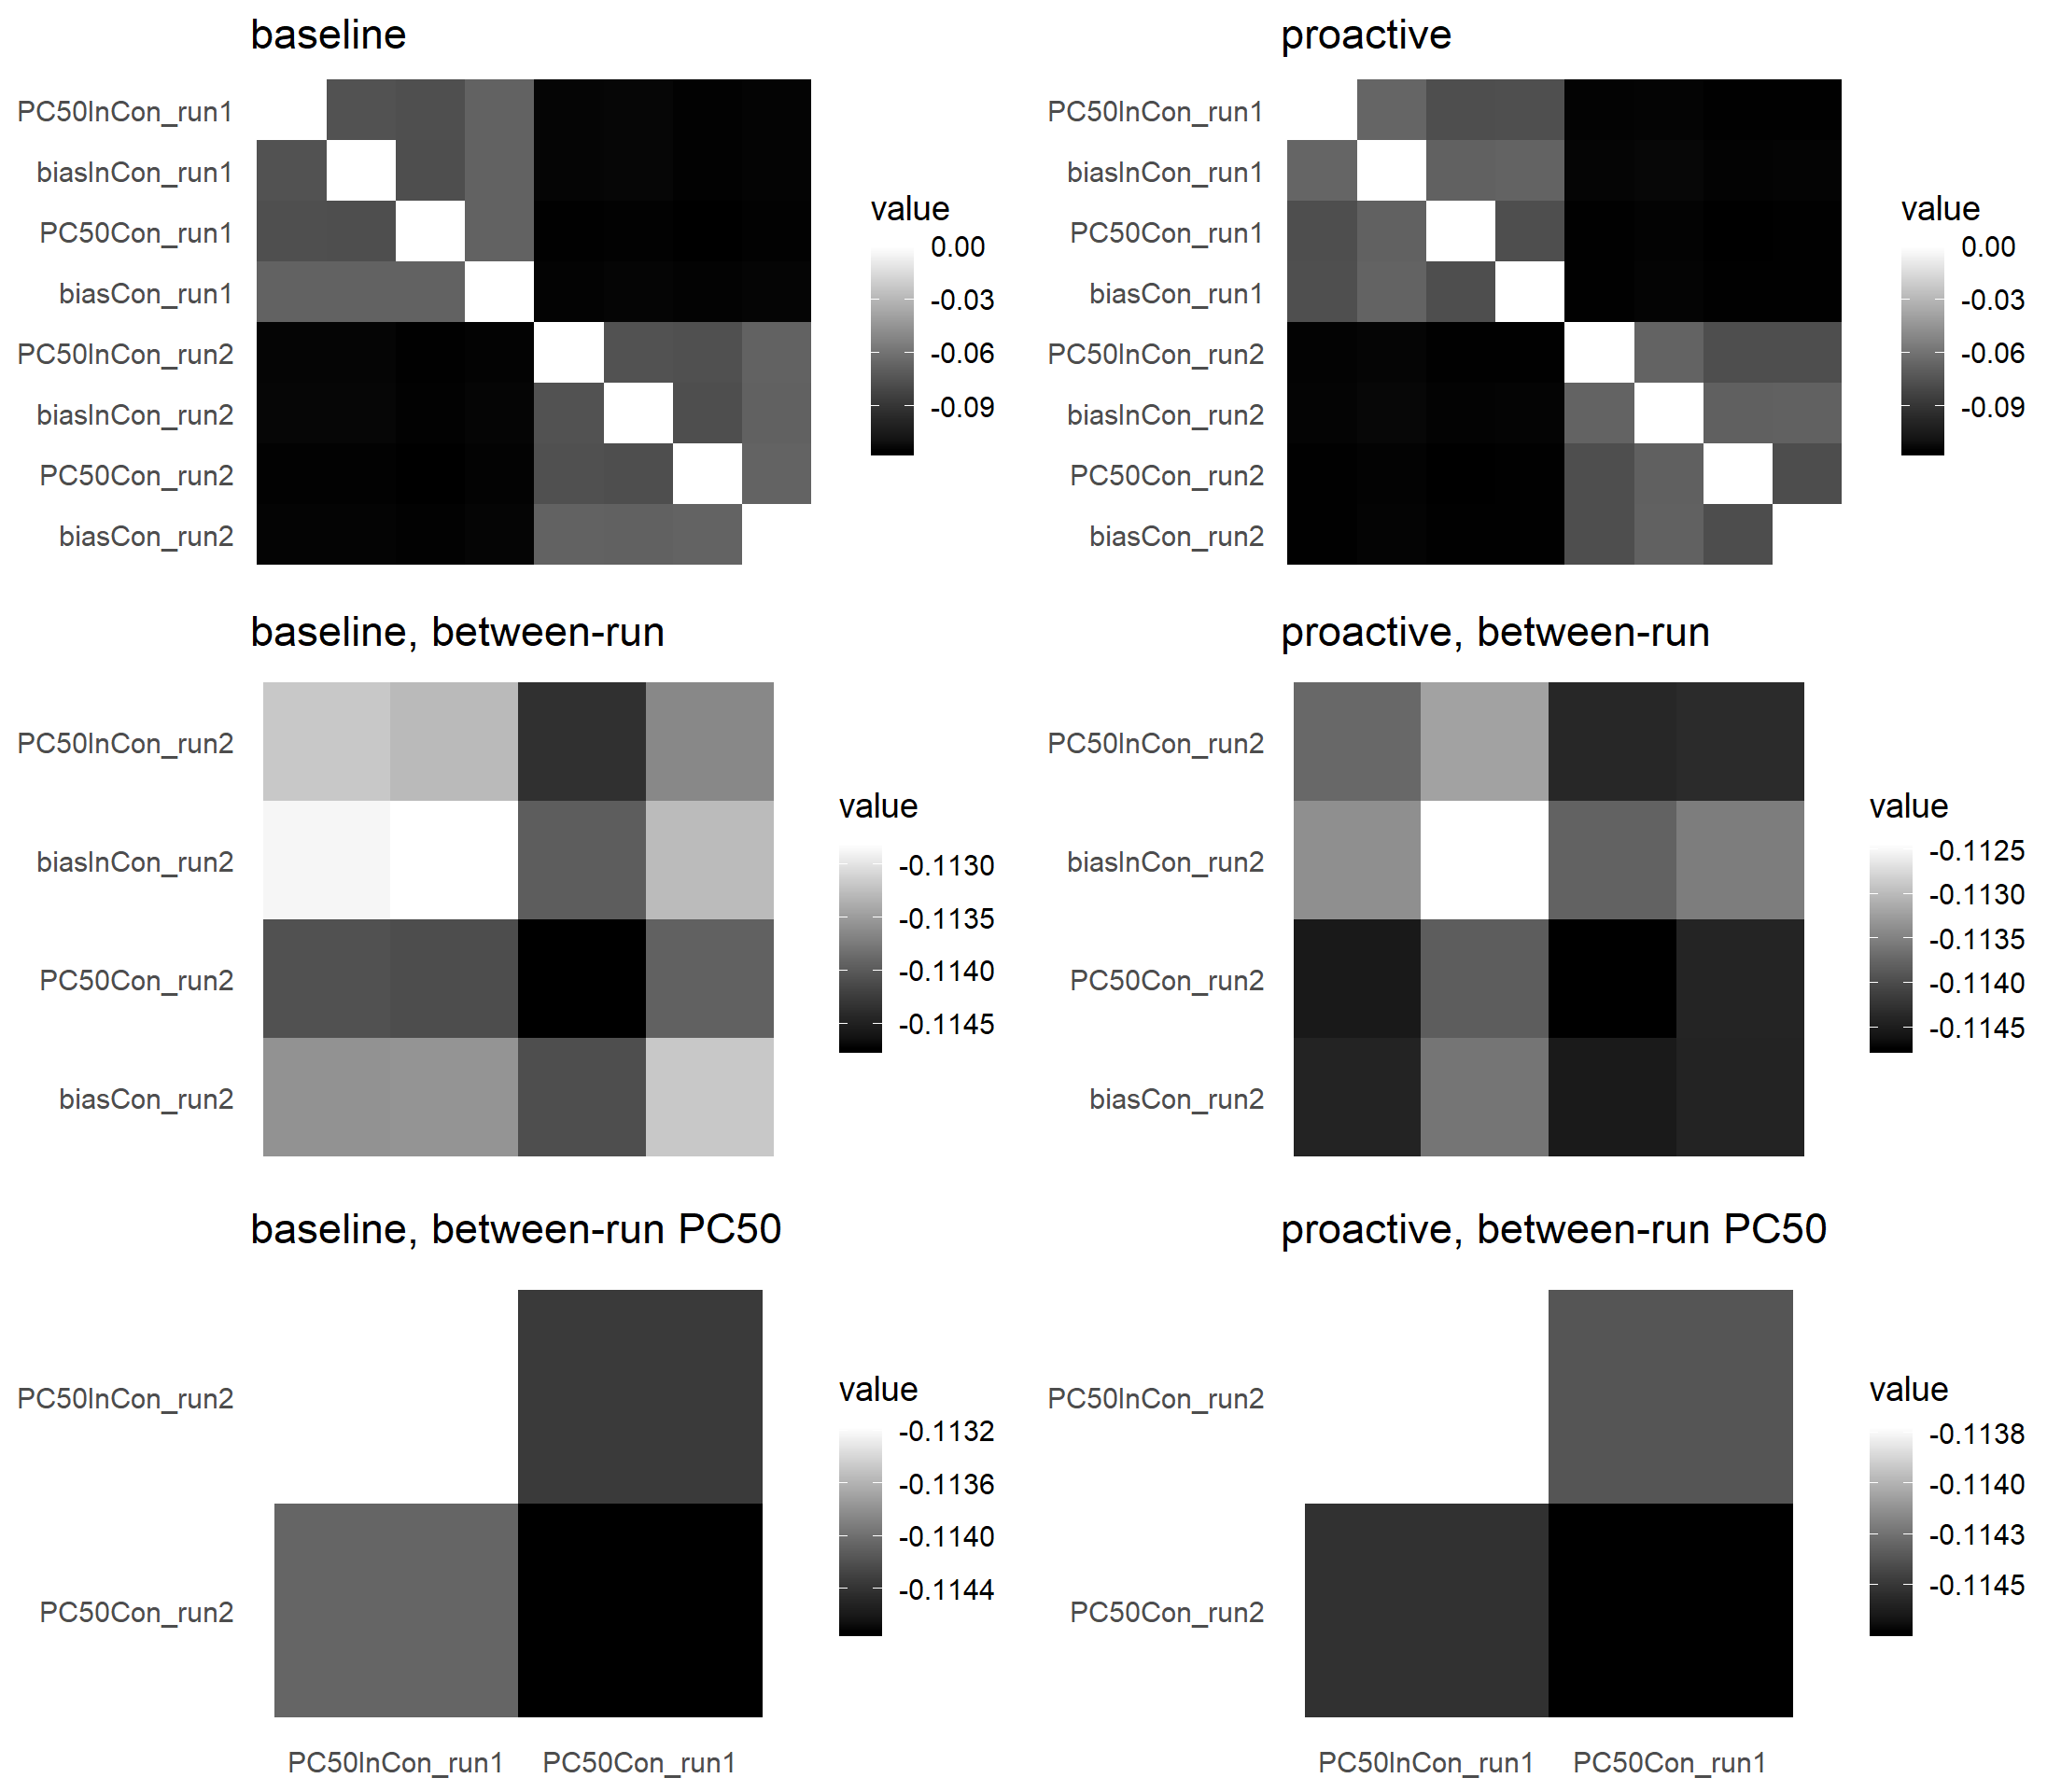 baseline
PC50InCon_run1
biasInCon_run1
PC50Con_run1
biasCon_run1
PC50InCon_run2
biasInCon_run2
PC50Con_run2
biasCon_run2
value
0.00
-0.03
-0.06
-0.09
proactive
PC50InCon_run1
biasInCon_run1
PC50Con_run1
biasCon_run1
PC50InCon_run2
biasInCon_run2
PC50Con_run2
biasCon_run2
value
0.00
-0.03
-0.06
-0.09
baseline, between-run
PC50InCon_run2
biasInCon_run2
PC50Con_run2
biasCon_run2
value
-0.1130
-0.1135
-0.1140
-0.1145
proactive, between-run
PC50InCon_run2
biasInCon_run2
PC50Con_run2
biasCon_run2
value
-0.1125
-0.1130
-0.1135
-0.1140
-0.1145
baseline, between-run PC50
PC50InCon_run2
PC50Con_run2
PC50InCon_run1
PC50Con_run1
value
-0.1132
-0.1136
-0.1140
-0.1144
proactive, between-run PC50
PC50InCon_run2
PC50Con_run2
PC50InCon_run1
PC50Con_run1
value
-0.1138
-0.1140
-0.1143
-0.1145